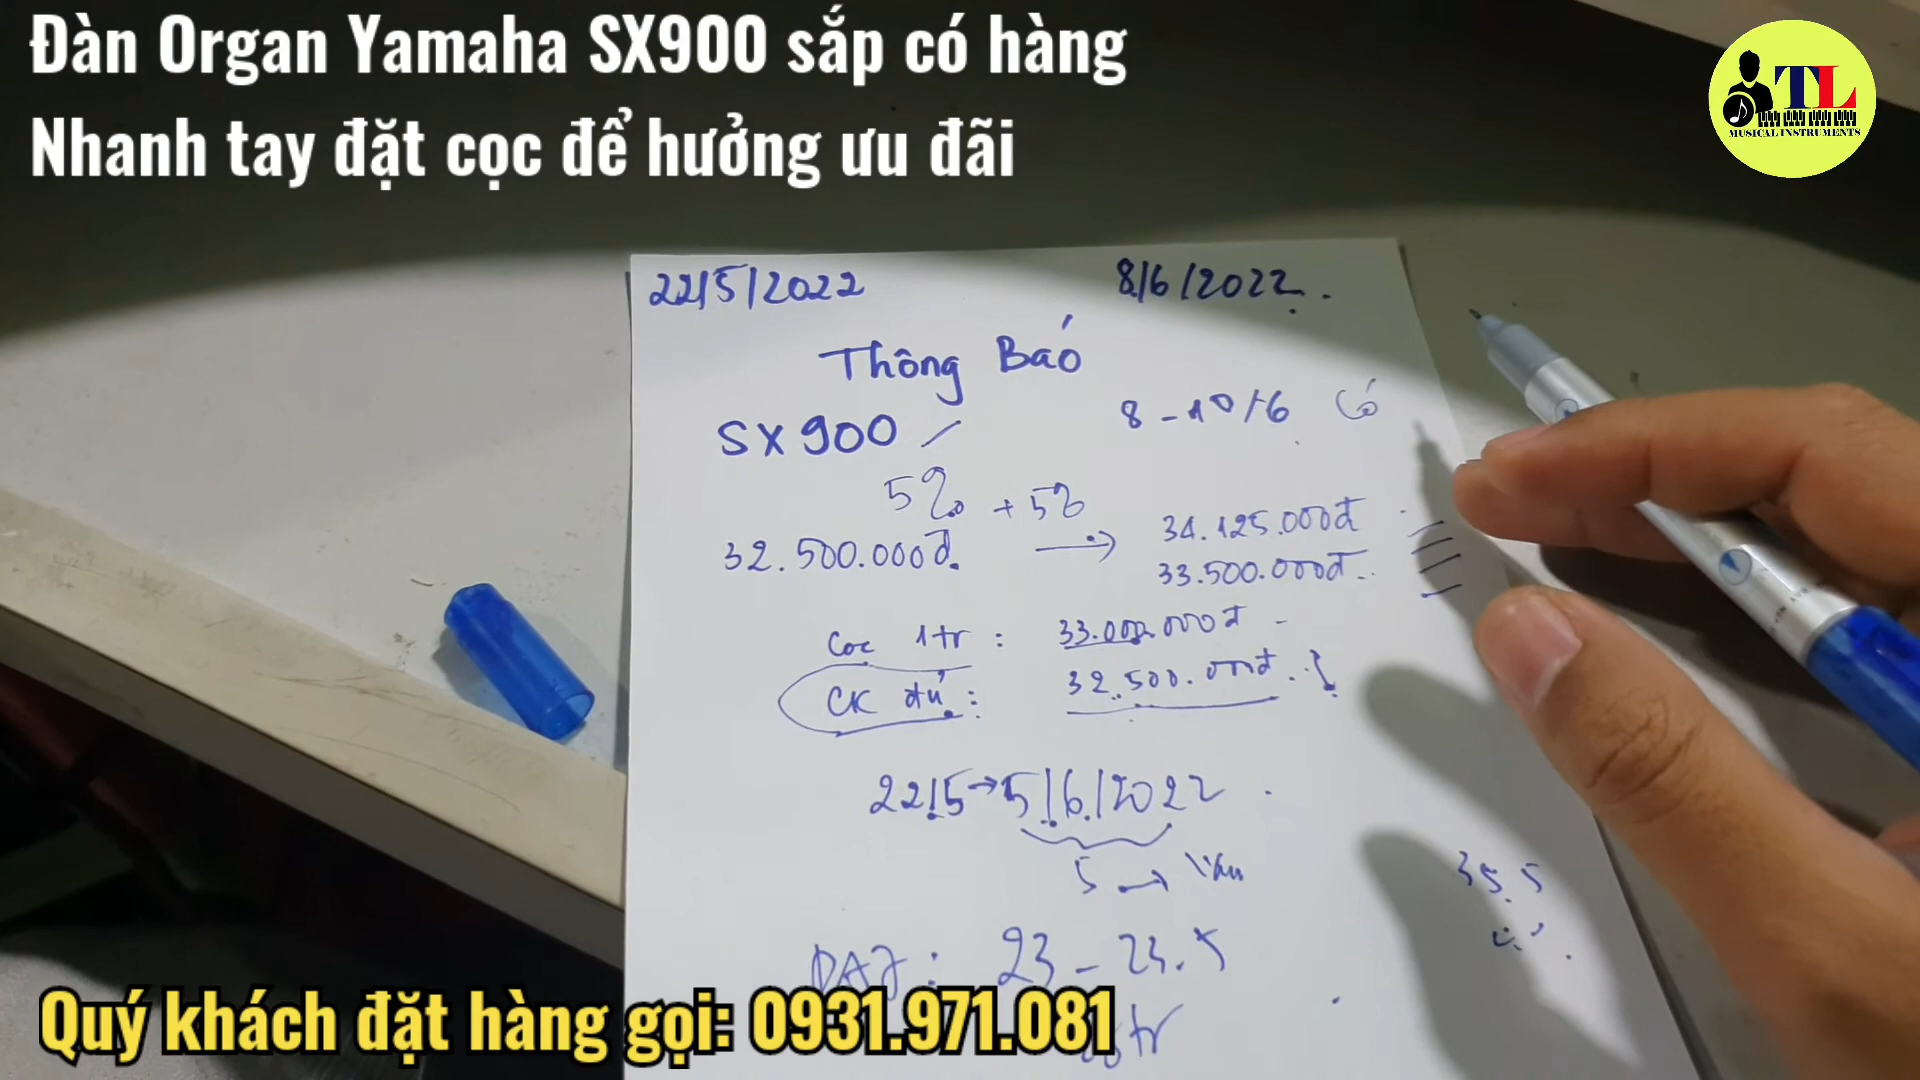 Đàn Organ Yamaha SX900 sắp có hàng
Nhanh tay đặt cọc để hưởng ưu đãi
TL
MUSICAL INSTRUMENTS
22/5/2022
8/6/2022.
Thông Báo
SX900
8-10/6 Có
5% + 5%
32.500.000đ. → 34.125.000đ
33.500.000đ
Cọc 1tr : 33.000.000đ
CK đủ : 32.500.000đ.
22/5→5/6/2022
5 →
35.5
: 23 - 23.5
tr
Quý khách đặt hàng gọi: 0931.971.081